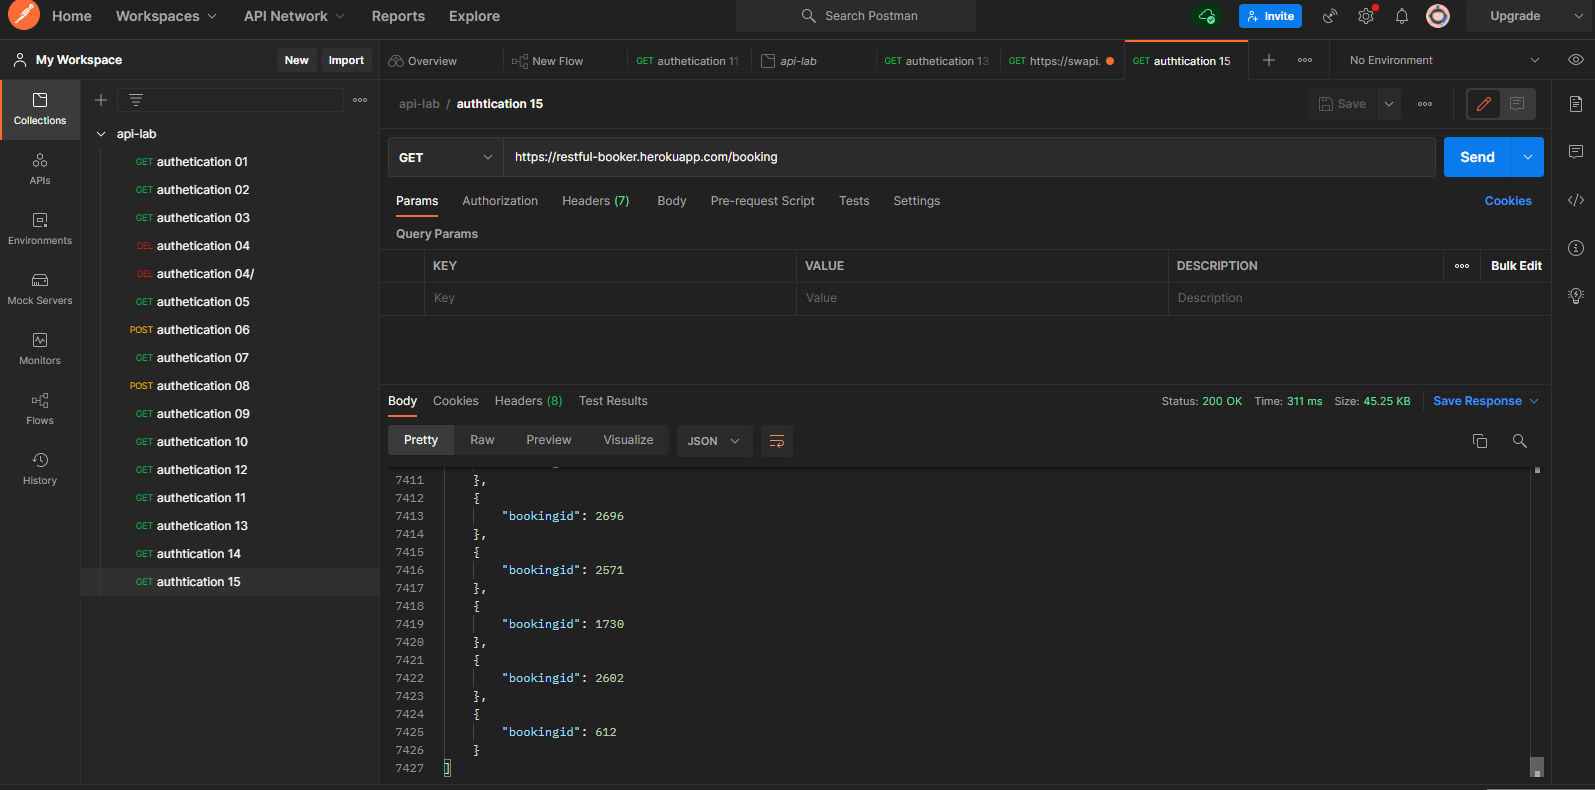 Home Workspaces API Network Reports Explore Search Postman Invite Upgrade
My Workspace New Import
Overview New Flow GET authetication 11 api-lab GET authetication 13 GET https://swapi. GET authtication 15 No Environment
Collections
APIs
Environments
Mock Servers
Monitors
Flows
History
api-lab
GET authetication 01
GET authetication 02
GET authetication 03
DEL authetication 04
DEL authetication 04/
GET authetication 05
POST authetication 06
GET authetication 07
POST authetication 08
GET authetication 09
GET authetication 10
GET authetication 12
GET authetication 11
GET authetication 13
GET authtication 14
GET authtication 15
api-lab / authtication 15 Save
GET https://restful-booker.herokuapp.com/booking Send
Params Authorization Headers (7) Body Pre-request Script Tests Settings Cookies
Query Params
KEY VALUE DESCRIPTION Bulk Edit
Key Value Description
Body Cookies Headers (8) Test Results Status: 200 OK Time: 311 ms Size: 45.25 KB Save Response
Pretty Raw Preview Visualize JSON
7411 },
7412 {
7413 "bookingid": 2696
7414 },
7415 {
7416 "bookingid": 2571
7417 },
7418 {
7419 "bookingid": 1730
7420 },
7421 {
7422 "bookingid": 2602
7423 },
7424 {
7425 "bookingid": 612
7426 }
7427 ]